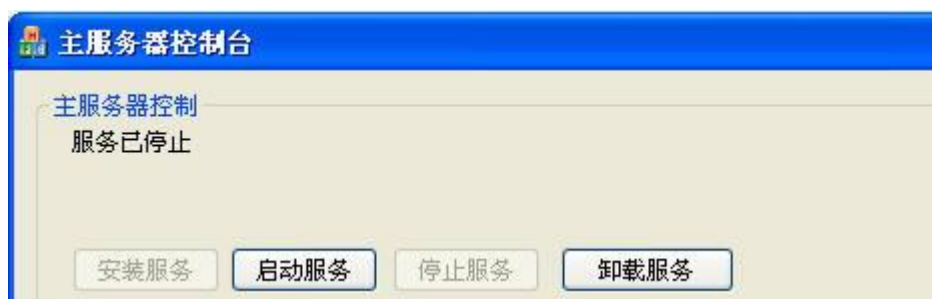 主服务器控制台
主服务器控制
服务已停止
安装服务 启动服务 停止服务 卸载服务